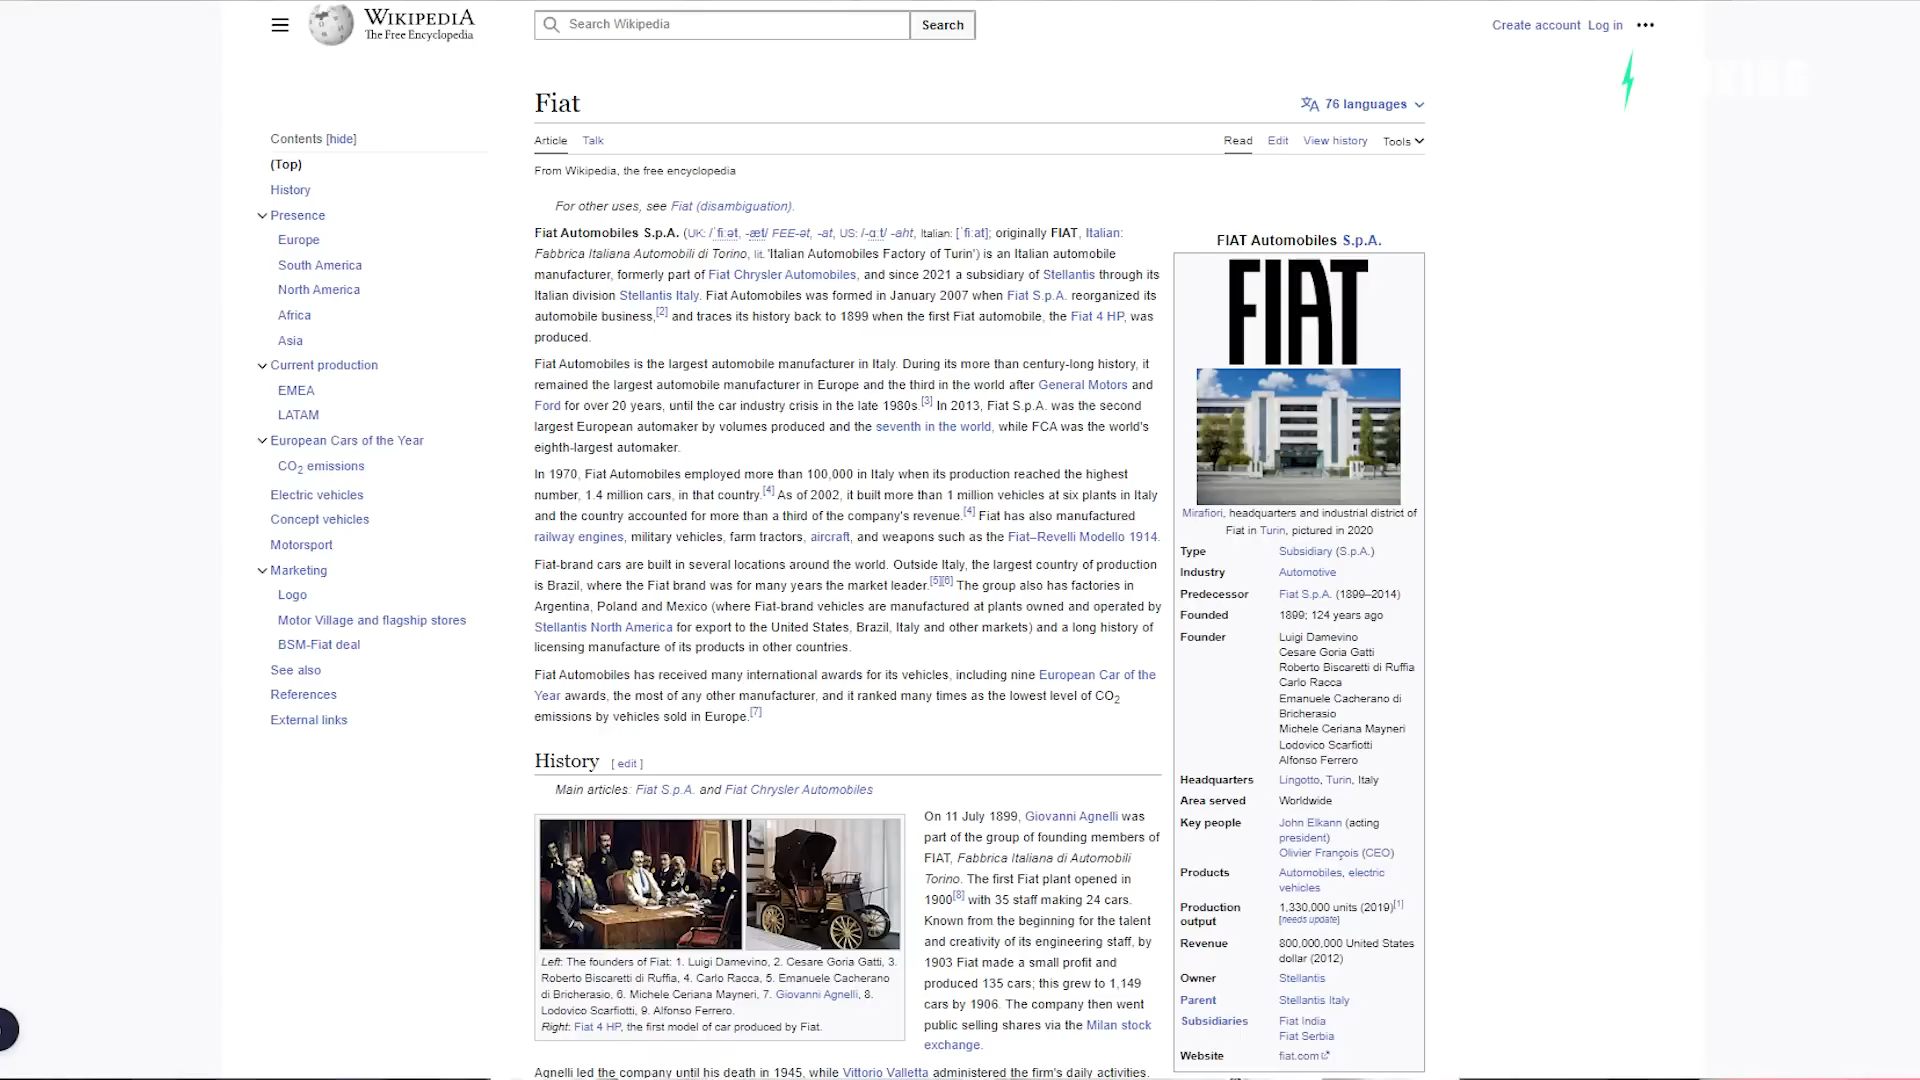 WIKIPEDIA
The Free Encyclopedia
Search Wikipedia
Search
Create account Log in
Fiat
76 languages
Article Talk
Read Edit View history Tools
From Wikipedia, the free encyclopedia
Contents [hide]
(Top)
History
Presence
Europe
South America
North America
Africa
Asia
Current production
EMEA
LATAM
European Cars of the Year
CO2 emissions
Electric vehicles
Concept vehicles
Motorsport
Marketing
Logo
Motor Village and flagship stores
BSM-Fiat deal
See also
References
External links
For other uses, see Fiat (disambiguation).
Fiat Automobiles S.p.A. (UK: /ˈfiːət, -æt/ FEE-ət, -at, US: /-ɑːt/ -aht, Italian: [ˈfiːat]; originally FIAT, Italian:
Fabbrica Italiana Automobili di Torino, lit. 'Italian Automobiles Factory of Turin') is an Italian automobile
manufacturer, formerly part of Fiat Chrysler Automobiles, and since 2021 a subsidiary of Stellantis through its
Italian division Stellantis Italy. Fiat Automobiles was formed in January 2007 when Fiat S.p.A. reorganized its
automobile business,[2] and traces its history back to 1899 when the first Fiat automobile, the Fiat 4 HP, was
produced.
Fiat Automobiles is the largest automobile manufacturer in Italy. During its more than century-long history, it
remained the largest automobile manufacturer in Europe and the third in the world after General Motors and
Ford for over 20 years, until the car industry crisis in the late 1980s.[3] In 2013, Fiat S.p.A. was the second
largest European automaker by volumes produced and the seventh in the world, while FCA was the world's
eighth-largest automaker.
In 1970, Fiat Automobiles employed more than 100,000 in Italy when its production reached the highest
number, 1.4 million cars, in that country.[4] As of 2002, it built more than 1 million vehicles at six plants in Italy
and the country accounted for more than a third of the company's revenue.[4] Fiat has also manufactured
railway engines, military vehicles, farm tractors, aircraft, and weapons such as the Fiat–Revelli Modello 1914.
Fiat-brand cars are built in several locations around the world. Outside Italy, the largest country of production
is Brazil, where the Fiat brand was for many years the market leader.[5][6] The group also has factories in
Argentina, Poland and Mexico (where Fiat-brand vehicles are manufactured at plants owned and operated by
Stellantis North America for export to the United States, Brazil, Italy and other markets) and a long history of
licensing manufacture of its products in other countries.
Fiat Automobiles has received many international awards for its vehicles, including nine European Car of the
Year awards, the most of any other manufacturer, and it ranked many times as the lowest level of CO2
emissions by vehicles sold in Europe.[7]
History [ edit ]
Main articles: Fiat S.p.A. and Fiat Chrysler Automobiles
Left: The founders of Fiat: 1. Luigi Damevino, 2. Cesare Goria Gatti, 3.
Roberto Biscaretti di Ruffia, 4. Carlo Racca, 5. Emanuele Cacherano
di Bricherasio, 6. Michele Ceriana Mayneri, 7. Giovanni Agnelli, 8.
Lodovico Scarfiotti, 9. Alfonso Ferrero.
Right: Fiat 4 HP, the first model of car produced by Fiat.
On 11 July 1899, Giovanni Agnelli was
part of the group of founding members of
FIAT, Fabbrica Italiana di Automobili
Torino. The first Fiat plant opened in
1900[8] with 35 staff making 24 cars.
Known from the beginning for the talent
and creativity of its engineering staff, by
1903 Fiat made a small profit and
produced 135 cars; this grew to 1,149
cars by 1906. The company then went
public selling shares via the Milan stock
exchange.
Agnelli led the company until his death in 1945, while Vittorio Valletta administered the firm's daily activities.
FIAT Automobiles S.p.A.
FIAT
Mirafiori, headquarters and industrial district of
Fiat in Turin, pictured in 2020
Type Subsidiary (S.p.A.)
Industry Automotive
Predecessor Fiat S.p.A. (1899–2014)
Founded 1899; 124 years ago
Founder Luigi Damevino
Cesare Goria Gatti
Roberto Biscaretti di Ruffia
Carlo Racca
Emanuele Cacherano di
Bricherasio
Michele Ceriana Mayneri
Lodovico Scarfiotti
Alfonso Ferrero
Headquarters Lingotto, Turin, Italy
Area served Worldwide
Key people John Elkann (acting
president)
Olivier François (CEO)
Products Automobiles, electric
vehicles
Production 1,330,000 units (2019)[1]
output [needs update]
Revenue 800,000,000 United States
dollar (2012)
Owner Stellantis
Parent Stellantis Italy
Subsidiaries Fiat India
Fiat Serbia
Website fiat.com